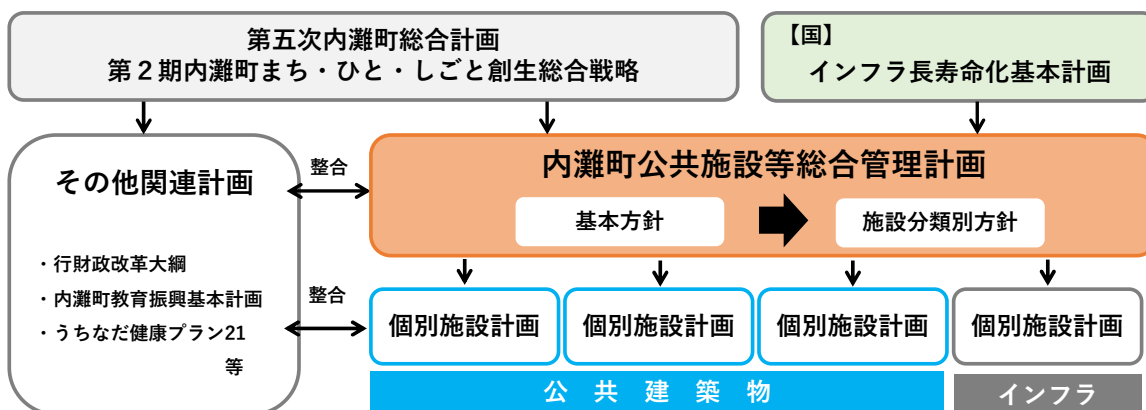 第五次内灘町総合計画
第２期内灘町まち・ひと・しごと創生総合戦略
【国】
インフラ長寿命化基本計画
その他関連計画
・行財政改革大綱
・内灘町教育振興基本計画
・うちなだ健康プラン21
等
整合
整合
内灘町公共施設等総合管理計画
基本方針
施設分類別方針
個別施設計画
個別施設計画
個別施設計画
個別施設計画
公共建築物
インフラ